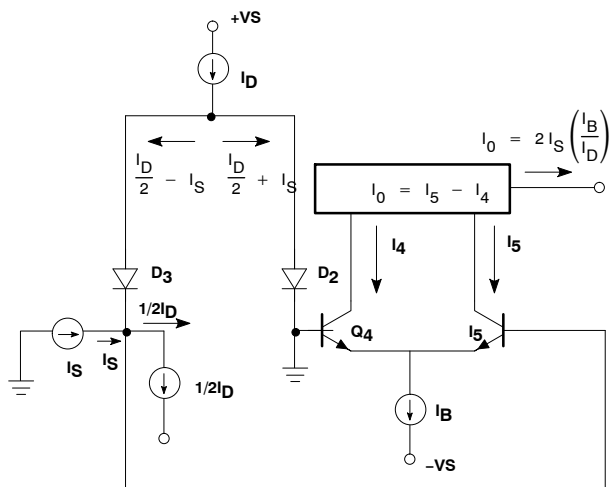 +VS
I_D
I_D/2 − I_S
I_D/2 + I_S
I_0 = 2 I_S (I_B/I_D)
I_0 = I_5 − I_4
I_4
I_5
D_3
D_2
1/2I_D
Q_4
I_5
I_S
I_S
1/2I_D
I_B
−VS